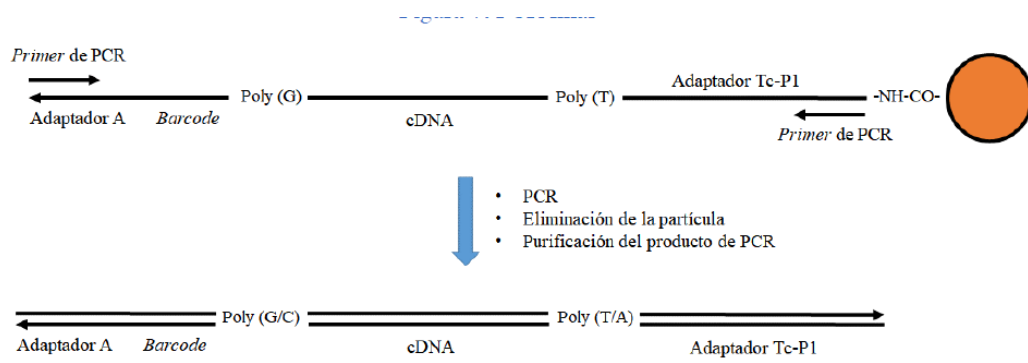 Primer de PCR
Adaptador Tc-P1
Poly (G)
Poly (T)
-NH-CO-
Adaptador A
Barcode
cDNA
Primer de PCR
• PCR
• Eliminación de la partícula
• Purificación del producto de PCR
Poly (G/C)
Poly (T/A)
Adaptador A
Barcode
cDNA
Adaptador Tc-P1